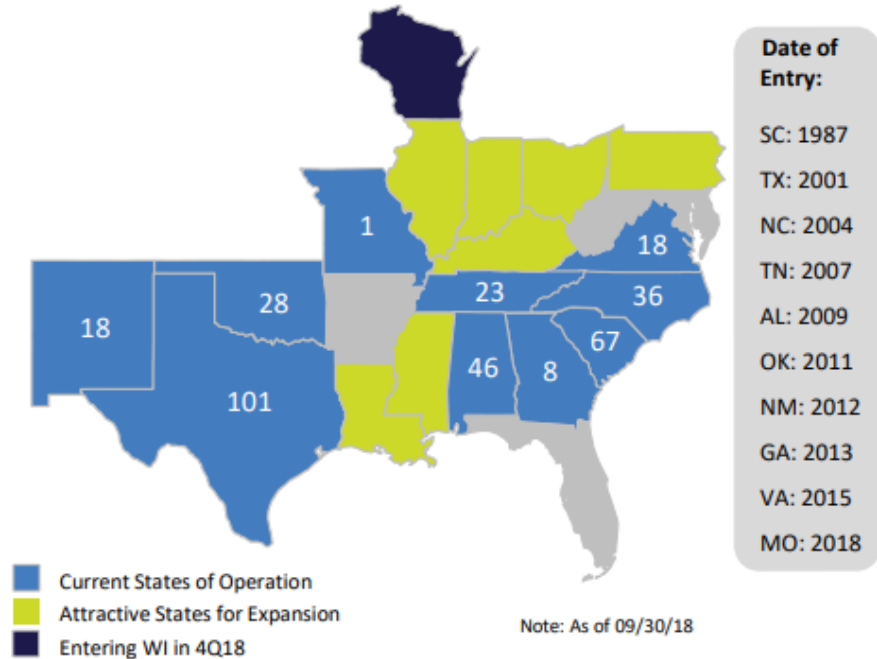 Date of
Entry:
SC: 1987
TX: 2001
NC: 2004
TN: 2007
AL: 2009
OK: 2011
NM: 2012
GA: 2013
VA: 2015
MO: 2018
1
18
23
36
28
18
67
46
8
101
Current States of Operation
Attractive States for Expansion
Entering WI in 4Q18
Note: As of 09/30/18